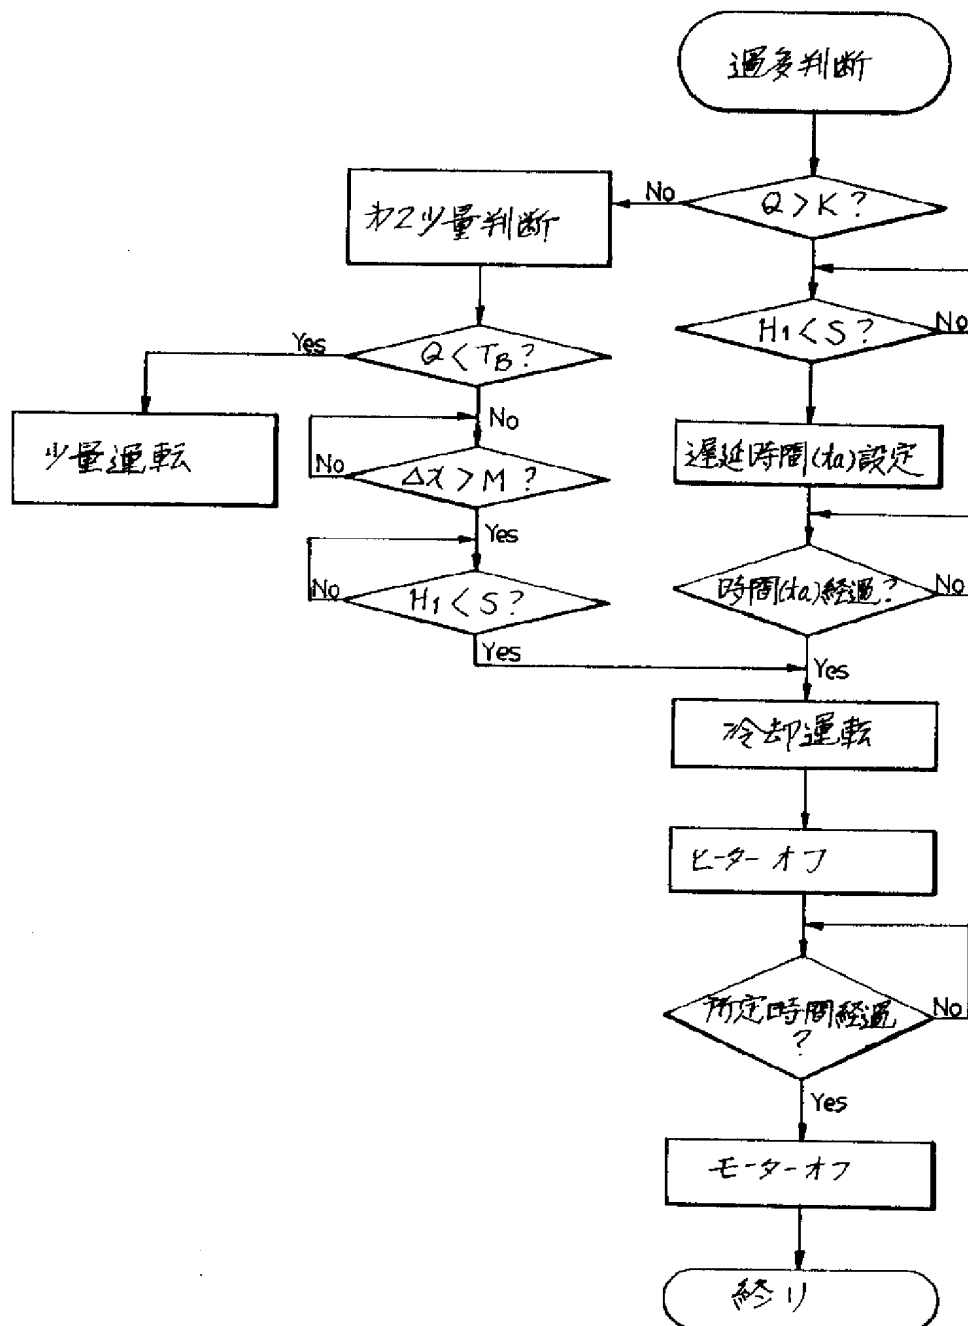 過多判断
No
Q>K?
オ2少量判断
H1<S?
No
Yes
Q<TB?
No
少量運転
遅延時間(ta)設定
No
Δx>M?
Yes
時間(ta)経過?
No
No
H1<S?
Yes
Yes
冷却運転
ヒーターオフ
所定時間経過
?
No
Yes
モーターオフ
終り